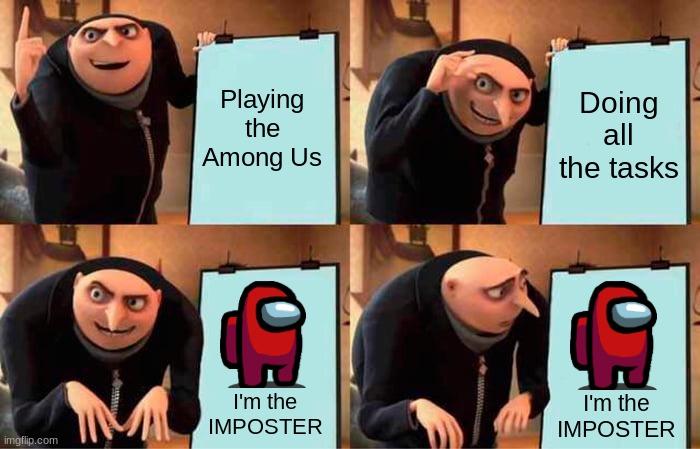 Playing
the
Among Us
Doing
all
the tasks
I'm the
IMPOSTER
I'm the
IMPOSTER
imgflip.com